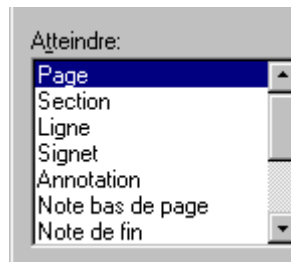 Atteindre:
Page
Section
Ligne
Signet
Annotation
Note bas de page
Note de fin